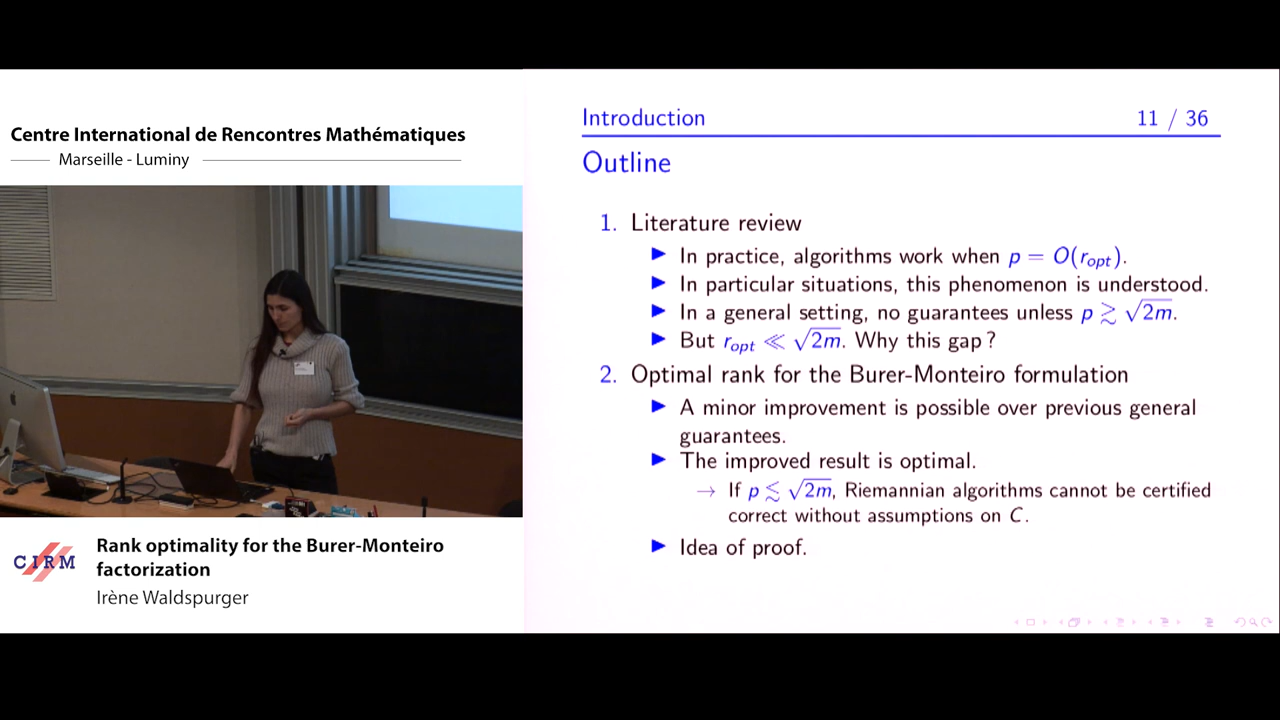 Centre International de Rencontres Mathématiques
Marseille - Luminy
CIRM
Rank optimality for the Burer-Monteiro
factorization
Irène Waldspurger
Introduction 11 / 36
Outline
1. Literature review
▶ In practice, algorithms work when p = O(r_opt).
▶ In particular situations, this phenomenon is understood.
▶ In a general setting, no guarantees unless p ≳ √2m.
▶ But r_opt ≪ √2m. Why this gap ?
2. Optimal rank for the Burer-Monteiro formulation
▶ A minor improvement is possible over previous general
guarantees.
▶ The improved result is optimal.
→ If p ≲ √2m, Riemannian algorithms cannot be certified
correct without assumptions on C.
▶ Idea of proof.